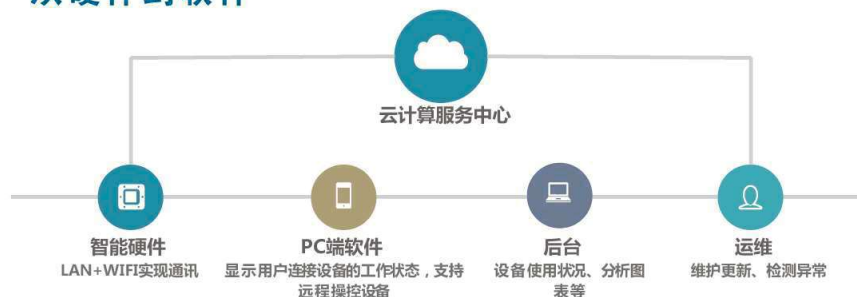 从硬件到软件
云计算服务中心
智能硬件
LAN+WIFI实现通讯
PC端软件
显示用户连接设备的工作状态，支持
远程操控设备
后台
设备使用状况、分析图
表等
运维
维护更新、检测异常